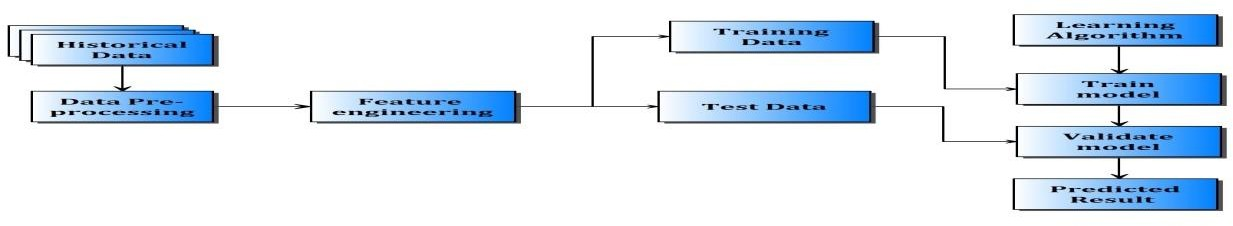 Historical
Data
Data Pre-
processing
Feature
engineering
Training
Data
Test Data
Learning
Algorithm
Train
model
Validate
model
Predicted
Result